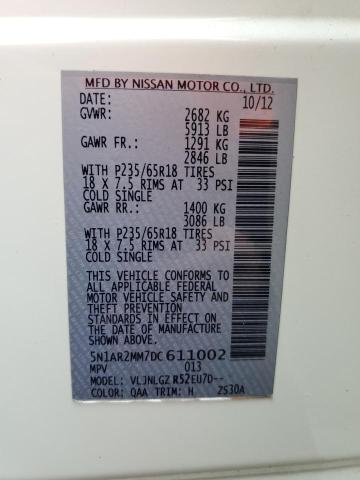 MFD BY NISSAN MOTOR CO., LTD.
DATE: 10/12
GVWR: 2682 KG
5913 LB
GAWR FR.: 1291 KG
2846 LB
WITH P235/65R18 TIRES
18 X 7.5 RIMS AT 33 PSI
COLD SINGLE
GAWR RR.: 1400 KG
3086 LB
WITH P235/65R18 TIRES
18 X 7.5 RIMS AT 33 PSI
COLD SINGLE
THIS VEHICLE CONFORMS TO
ALL APPLICABLE FEDERAL
MOTOR VEHICLE SAFETY
AND THEFT PREVENTION
STANDARDS IN EFFECT ON
THE DATE OF MANUFACTURE
SHOWN ABOVE.
5N1AR2MM7DC 611002
MPV 013
MODEL: VLJNLGZ R52EU7D--
COLOR: QAA TRIM: H 2S30A